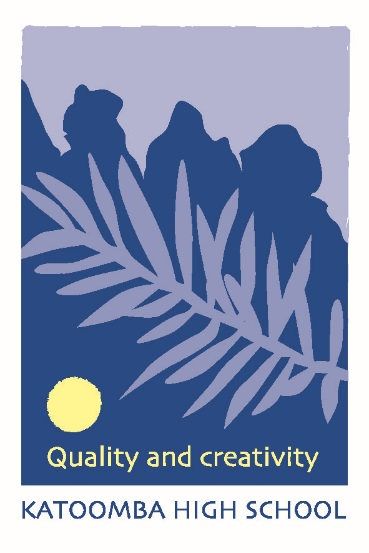 Quality and creativity
KATOOMBA HIGH SCHOOL